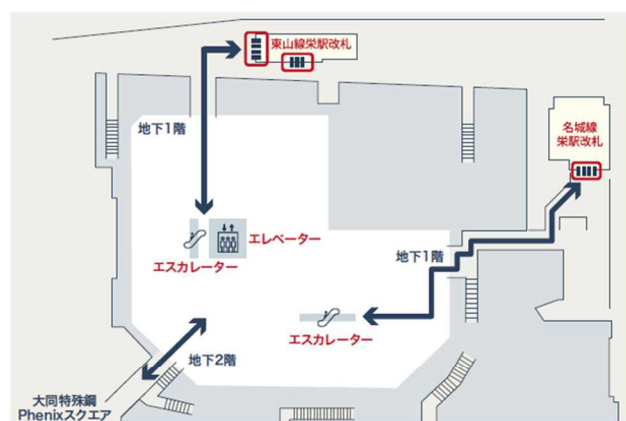 東山線栄駅改札
地下1階
名城線
栄駅改札
エレベーター
エスカレーター
地下1階
エスカレーター
地下2階
大同特殊鋼
Phenixスクエア